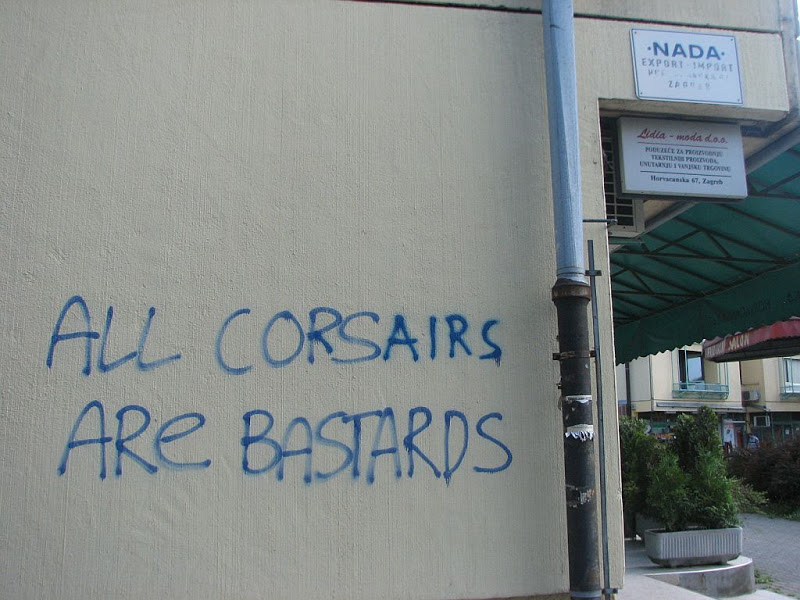 ALL CORSAIRS
ARe BASTARDS
·NADA·
EXPORT-IMPORT
ZAGREB
Lidia - moda d.o.o.
PODUZEĆE ZA PROIZVODNJU
TEKSTILNIH PROIZVODA,
UNUTARNJU I VANJSKU TRGOVINU
Horvaćanska 67, Zagreb
SALON